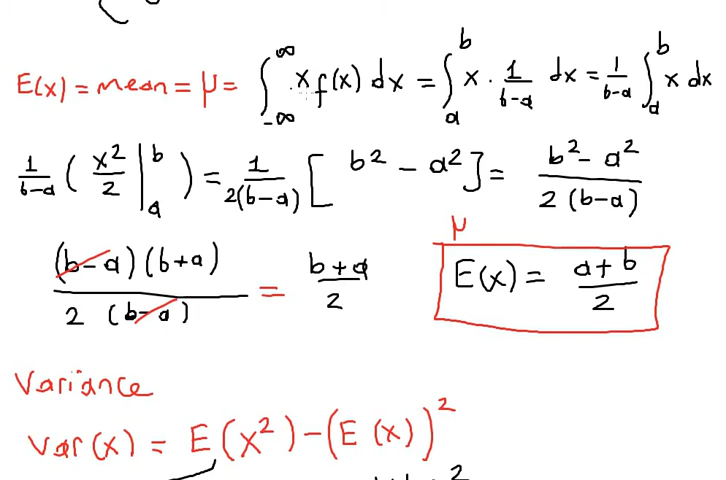 E(x) = mean = μ = ∫_{-∞}^{∞} x f(x) dx = ∫_a^b x · 1/(b-a) dx = 1/(b-a) ∫_a^b x dx
1/(b-a) ( x²/2 |_a^b ) = 1/(2(b-a)) [ b² - a² ] = (b² - a²)/(2 (b-a))
μ
(b-a)(b+a)/(2 (b-a)) = (b+a)/2
E(x) = (a+b)/2
Variance
Var(x) = E(x²) - (E(x))²